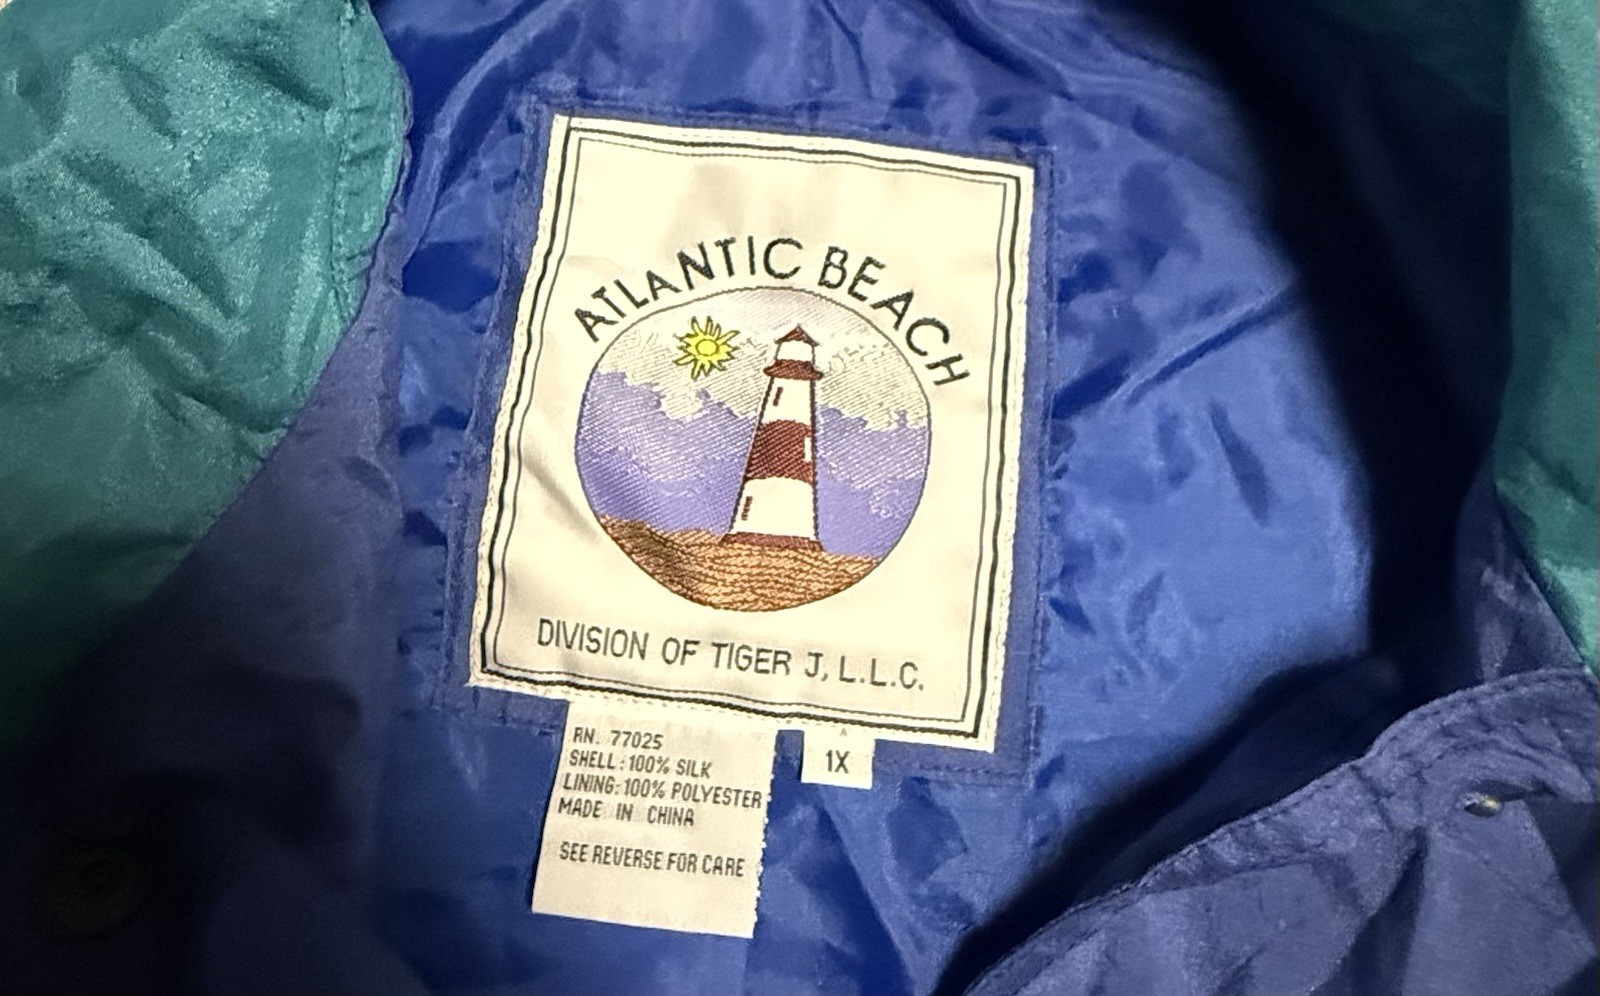 ATLANTIC BEACH
DIVISION OF TIGER J, L.L.C.
RN. 77025
SHELL: 100% SILK
LINING: 100% POLYESTER
MADE IN CHINA
SEE REVERSE FOR CARE
1X